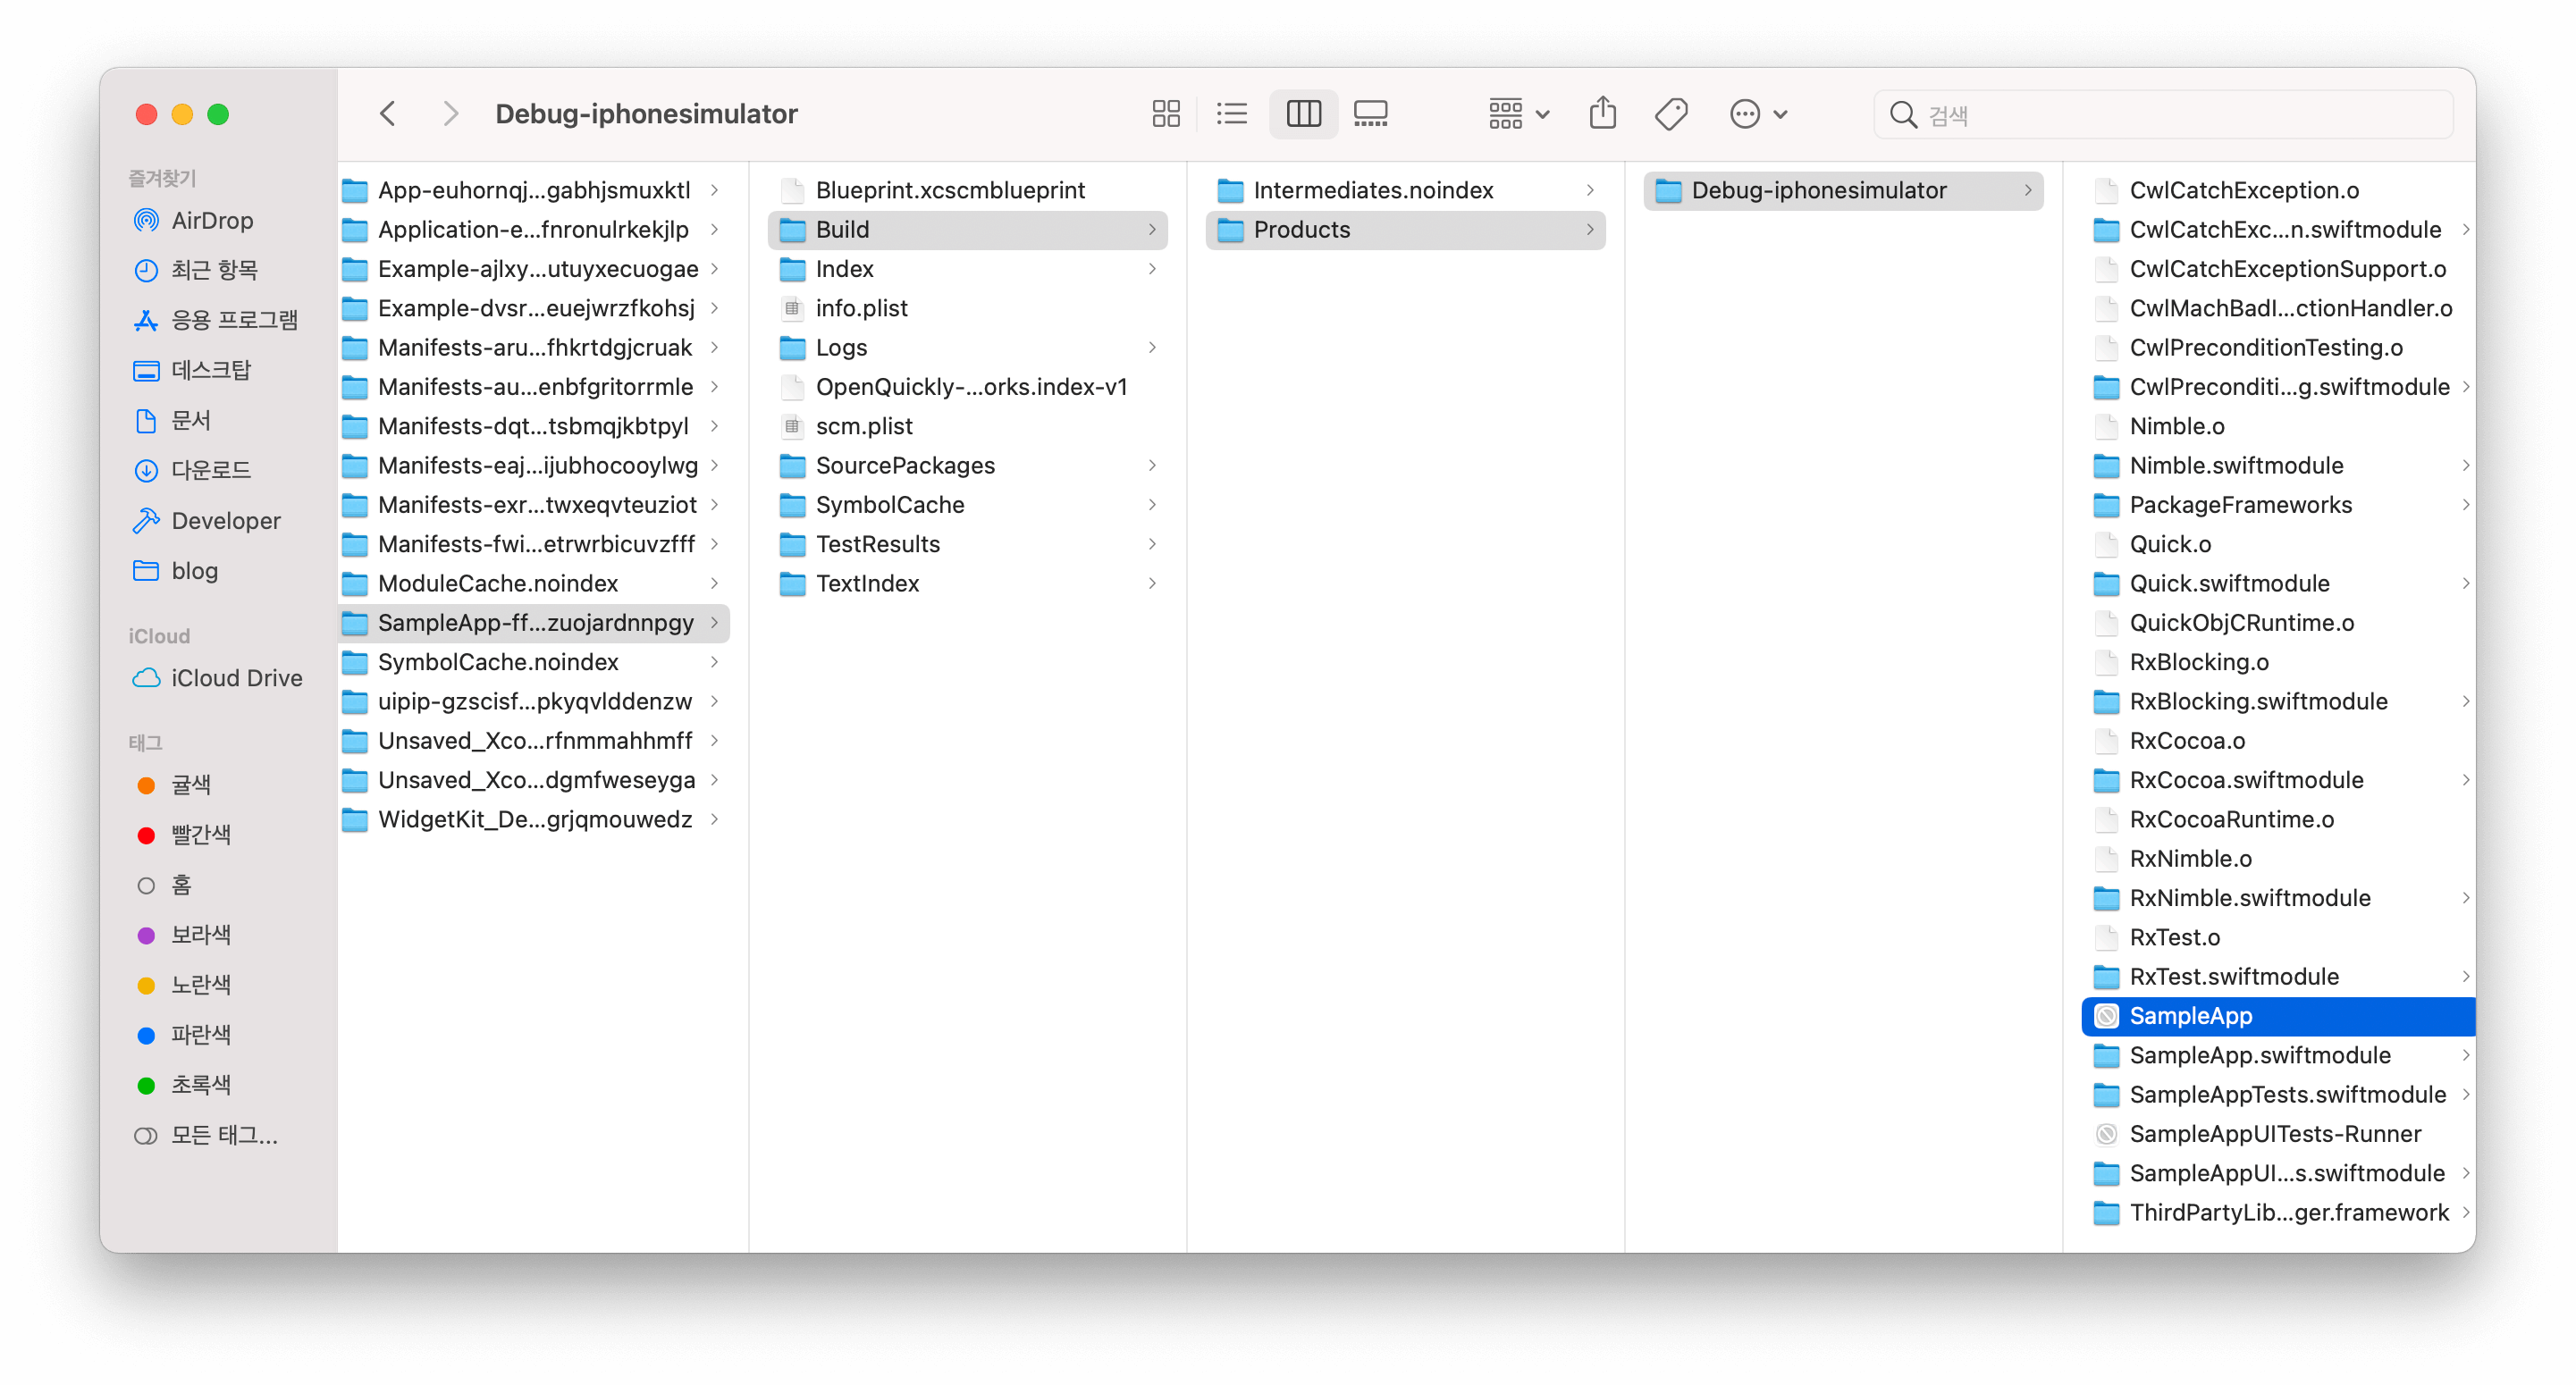 Debug-iphonesimulator
검색
즐겨찾기
AirDrop
최근 항목
응용 프로그램
데스크탑
문서
다운로드
Developer
blog
iCloud
iCloud Drive
태그
귤색
빨간색
홈
보라색
노란색
파란색
초록색
모든 태그...
App-euhornqj...gabhjsmuxktl
Application-e...fnronulrkekjlp
Example-ajlxy...utuyxecuogae
Example-dvsr...euejwrzfkohsj
Manifests-aru...fhkrtdgjcruak
Manifests-au...enbfgritorrmle
Manifests-dqt...tsbmqjkbtpyl
Manifests-eaj...ijubhocooylwg
Manifests-exr...twxeqvteuziot
Manifests-fwi...etrwrbicuvzfff
ModuleCache.noindex
SampleApp-ff...zuojardnnpgy
SymbolCache.noindex
uipip-gzscisf...pkyqvlddenzw
Unsaved_Xco...rfnmmahhmff
Unsaved_Xco...dgmfweseyga
WidgetKit_De...grjqmouwedz
Blueprint.xcscmblueprint
Build
Index
info.plist
Logs
OpenQuickly-...orks.index-v1
scm.plist
SourcePackages
SymbolCache
TestResults
TextIndex
Intermediates.noindex
Products
Debug-iphonesimulator
CwlCatchException.o
CwlCatchExc...n.swiftmodule
CwlCatchExceptionSupport.o
CwlMachBadI...ctionHandler.o
CwlPreconditionTesting.o
CwlPreconditi...g.swiftmodule
Nimble.o
Nimble.swiftmodule
PackageFrameworks
Quick.o
Quick.swiftmodule
QuickObjCRuntime.o
RxBlocking.o
RxBlocking.swiftmodule
RxCocoa.o
RxCocoa.swiftmodule
RxCocoaRuntime.o
RxNimble.o
RxNimble.swiftmodule
RxTest.o
RxTest.swiftmodule
SampleApp
SampleApp.swiftmodule
SampleAppTests.swiftmodule
SampleAppUITests-Runner
SampleAppUI...s.swiftmodule
ThirdPartyLib...ger.framework